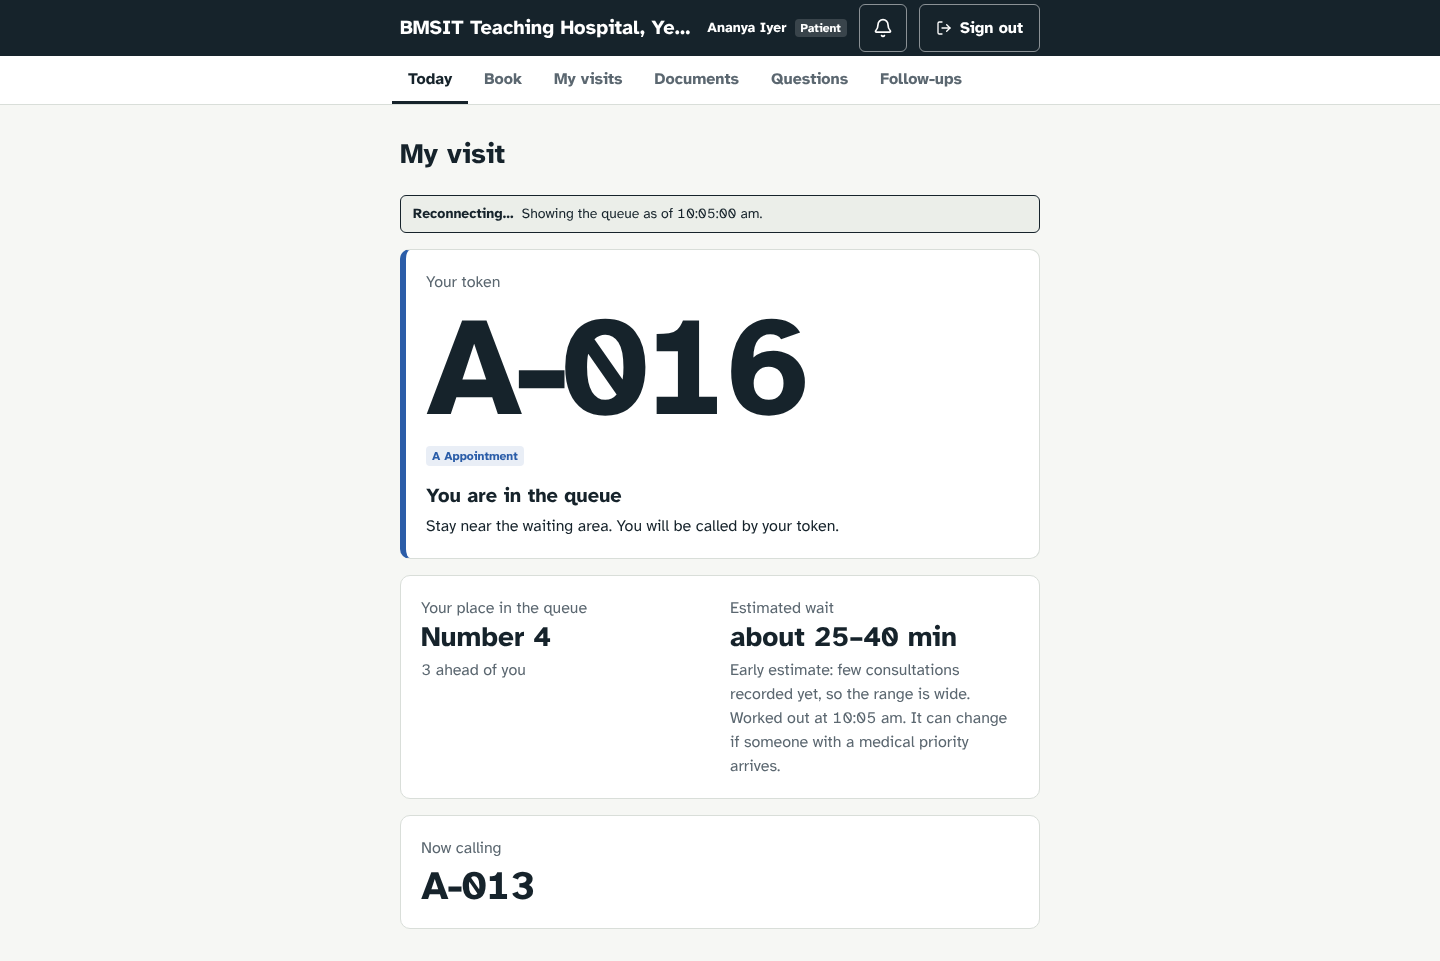 BMSIT Teaching Hospital, Ye... Ananya Iyer Patient Sign out
Today Book My visits Documents Questions Follow-ups
My visit
Reconnecting... Showing the queue as of 10:05:00 am.
Your token
A-016
A Appointment
You are in the queue
Stay near the waiting area. You will be called by your token.
Your place in the queue
Number 4
3 ahead of you
Estimated wait
about 25–40 min
Early estimate: few consultations
recorded yet, so the range is wide.
Worked out at 10:05 am. It can change
if someone with a medical priority
arrives.
Now calling
A-013